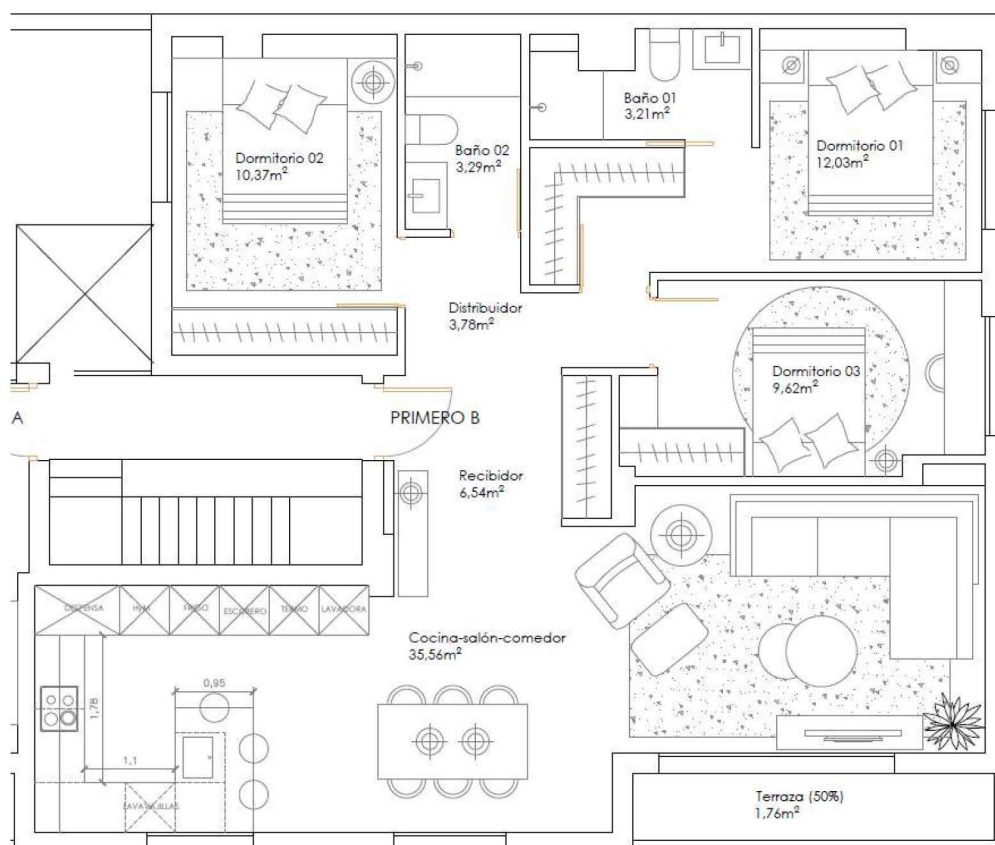 Baño 01
3,21m²
Dormitorio 01
12,03m²
Dormitorio 02
10,37m²
Baño 02
3,29m²
Distribuidor
3,78m²
Dormitorio 03
9,62m²
A
PRIMERO B
Recibidor
6,54m²
DESPENSA
FRIGO
ESCOBERO
TERMO
LAVADORA
Cocina-salón-comedor
35,56m²
0,95
1,78
1,1
LAVAVAJILLAS
Terraza (50%)
1,76m²